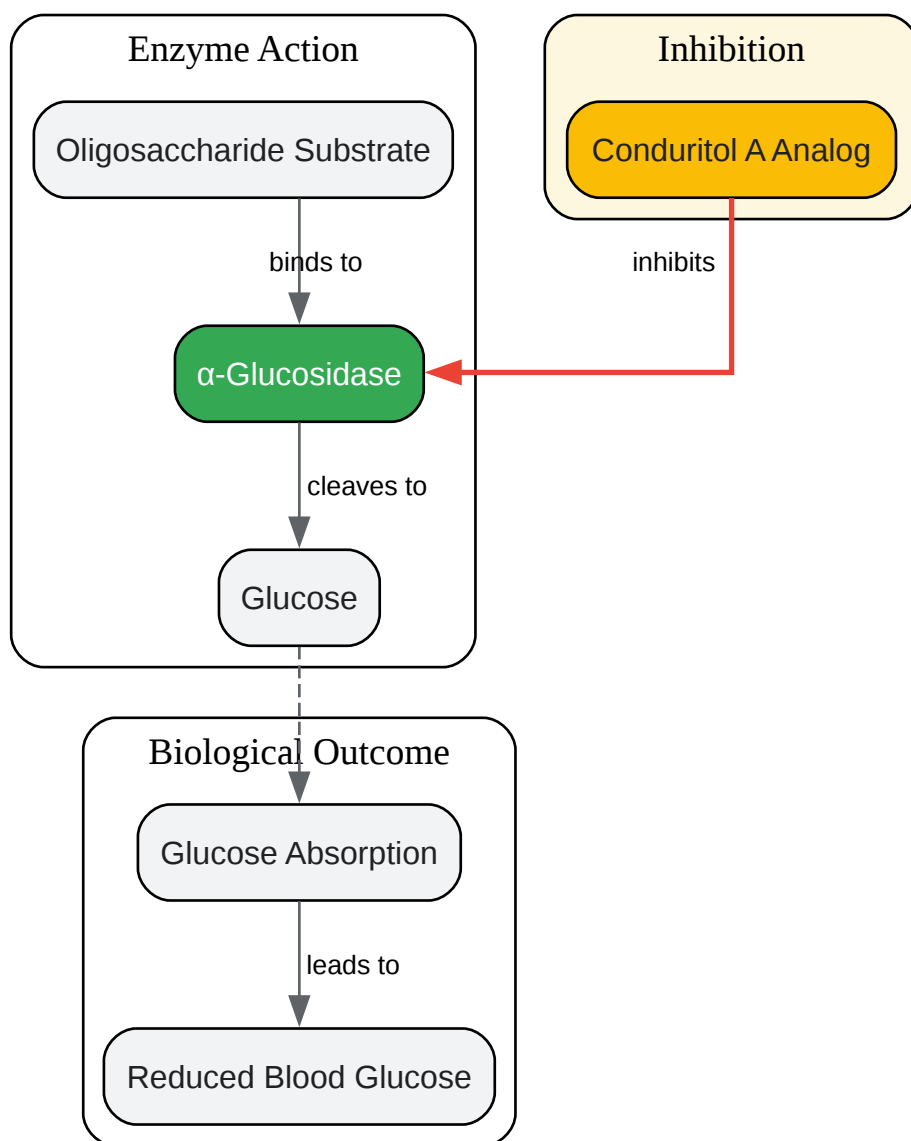 Enzyme Action
Inhibition
Oligosaccharide Substrate
Conduritol A Analog
binds to
inhibits
α-Glucosidase
cleaves to
Glucose
Biological Outcome
Glucose Absorption
leads to
Reduced Blood Glucose